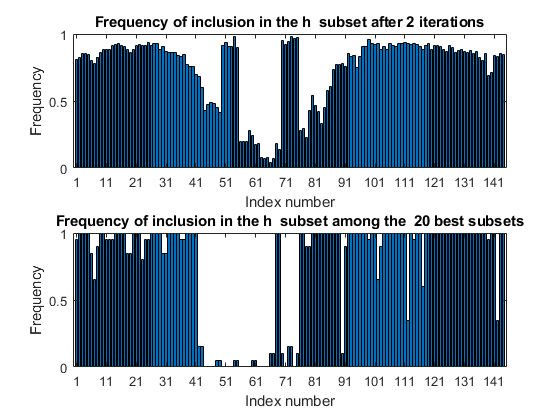 Frequency of inclusion in the h subset after 2 iterations
1
0.5
0
Frequency
1 11 21 31 41 51 61 71 81 91 101 111 121 131 141
Index number
Frequency of inclusion in the h subset among the 20 best subsets
1
0.5
0
Frequency
1 11 21 31 41 51 61 71 81 91 101 111 121 131 141
Index number